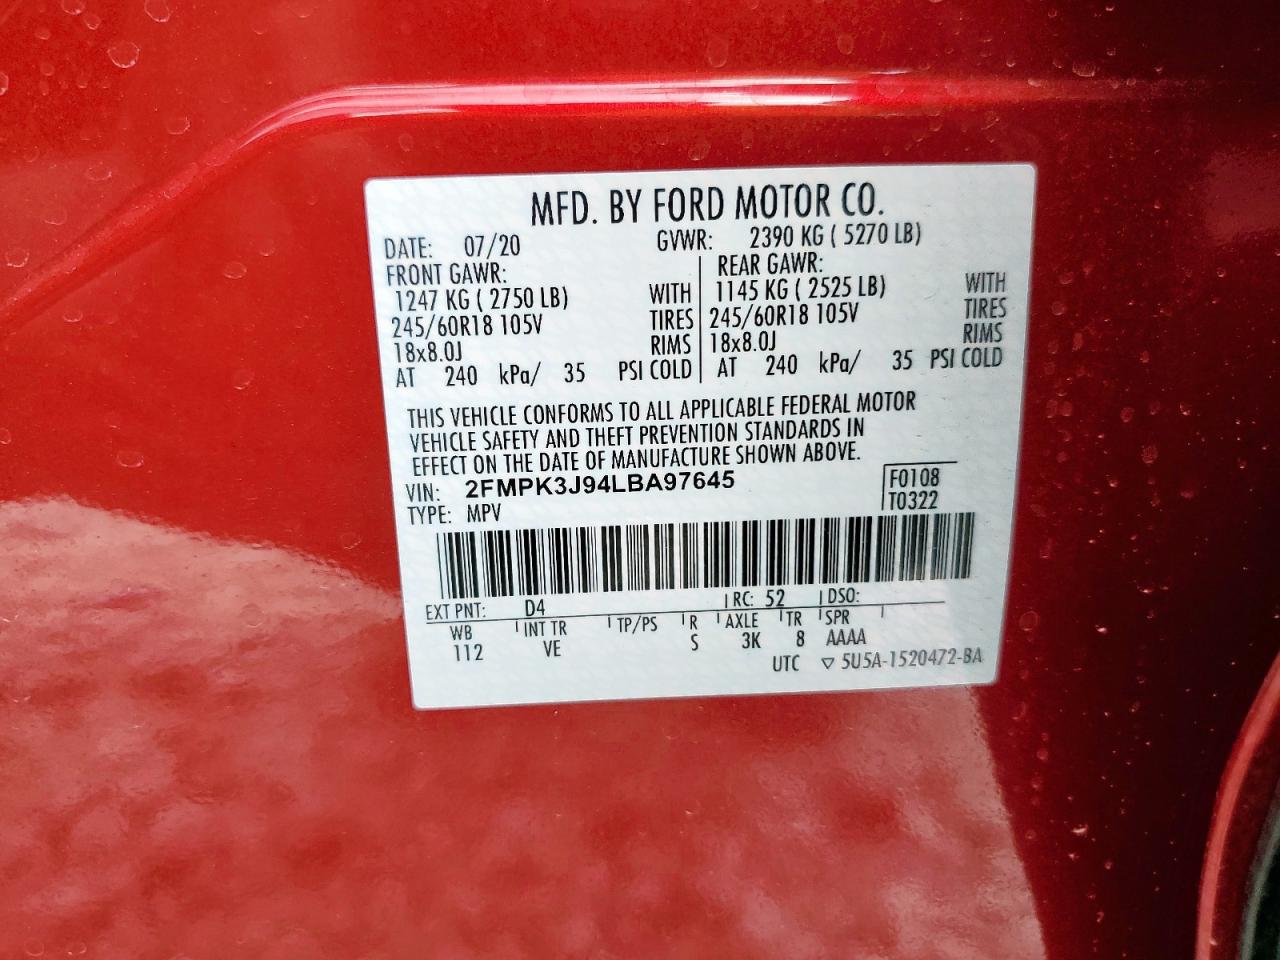 MFD. BY FORD MOTOR CO.
DATE: 07/20 GVWR: 2390 KG ( 5270 LB)
FRONT GAWR: REAR GAWR:
1247 KG ( 2750 LB) WITH 1145 KG ( 2525 LB) WITH
245/60R18 105V TIRES 245/60R18 105V TIRES
18x8.0J RIMS 18x8.0J RIMS
AT 240 kPa/ 35 PSI COLD AT 240 kPa/ 35 PSI COLD
THIS VEHICLE CONFORMS TO ALL APPLICABLE FEDERAL MOTOR
VEHICLE SAFETY AND THEFT PREVENTION STANDARDS IN
EFFECT ON THE DATE OF MANUFACTURE SHOWN ABOVE.
VIN: 2FMPK3J94LBA97645 F0108
TYPE: MPV T0322
EXT PNT: D4 RC: 52 DSO:
WB INT TR TP/PS R AXLE TR SPR
112 VE S 3K 8 AAAA
UTC ▽ 5U5A-1520472-BA